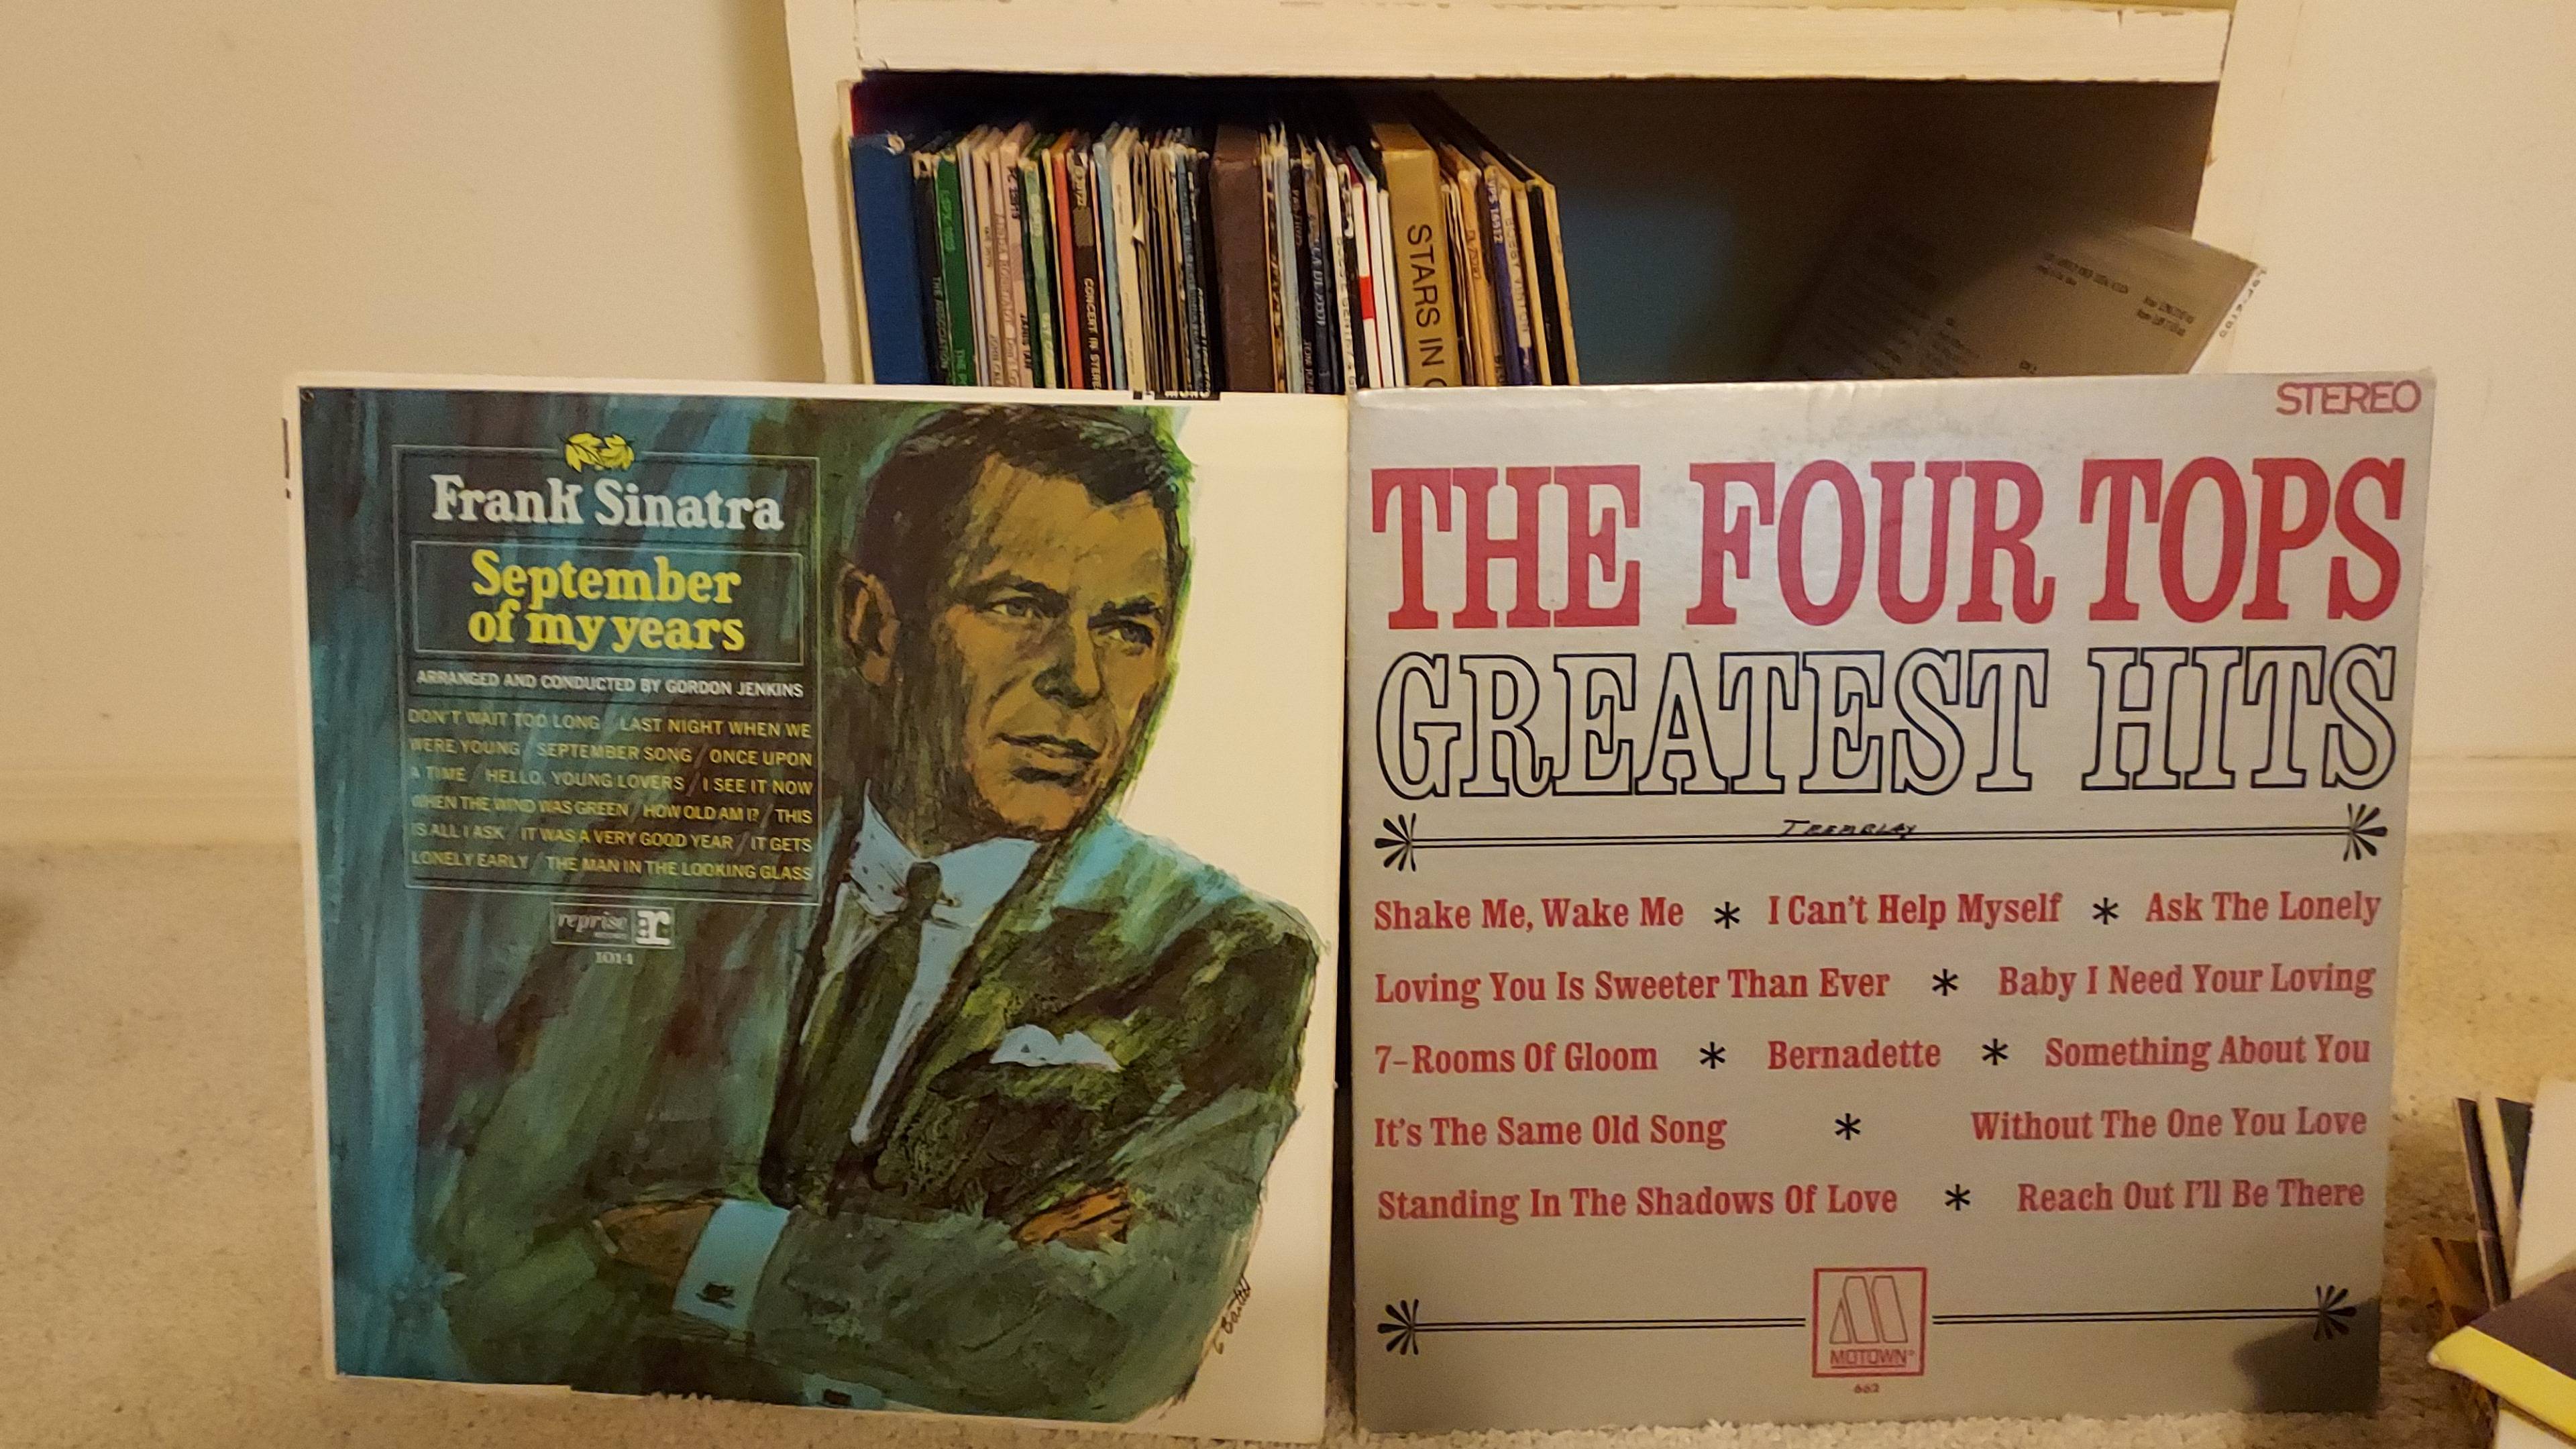 STARS IN
CONCERT IN STEREO
MONO
Frank Sinatra
September
of my years
ARRANGED AND CONDUCTED BY GORDON JENKINS
DON'T WAIT TOO LONG / LAST NIGHT WHEN WE
WERE YOUNG / SEPTEMBER SONG / ONCE UPON
A TIME / HELLO, YOUNG LOVERS / I SEE IT NOW
WHEN THE WIND WAS GREEN / HOW OLD AM I? / THIS
IS ALL I ASK / IT WAS A VERY GOOD YEAR / IT GETS
LONELY EARLY / THE MAN IN THE LOOKING GLASS
reprise r
1014
STEREO
THE FOUR TOPS
GREATEST HITS
TREMBLAY
Shake Me, Wake Me * I Can't Help Myself * Ask The Lonely
Loving You Is Sweeter Than Ever * Baby I Need Your Loving
7-Rooms Of Gloom * Bernadette * Something About You
It's The Same Old Song * Without The One You Love
Standing In The Shadows Of Love * Reach Out I'll Be There
M
MOTOWN
662